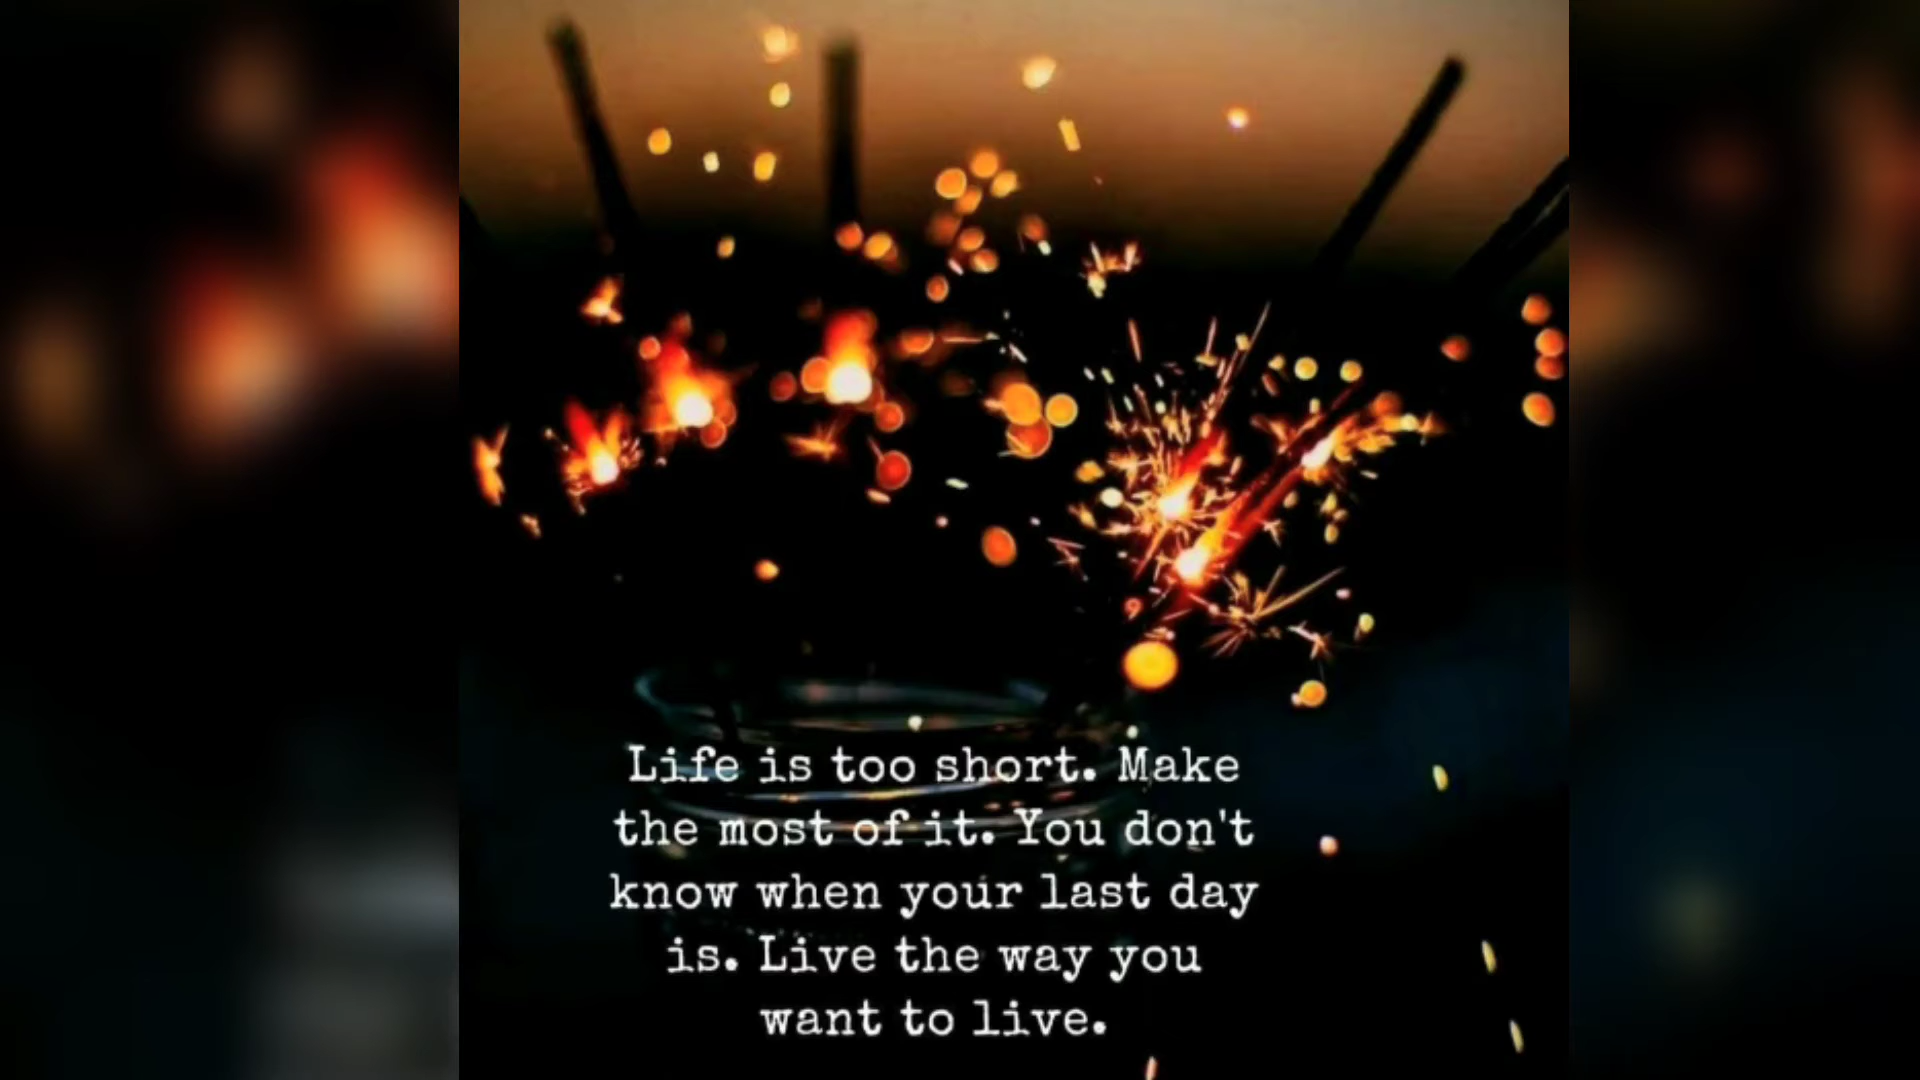 Life is too short. Make
the most of it. You don't
know when your last day
is. Live the way you
want to live.